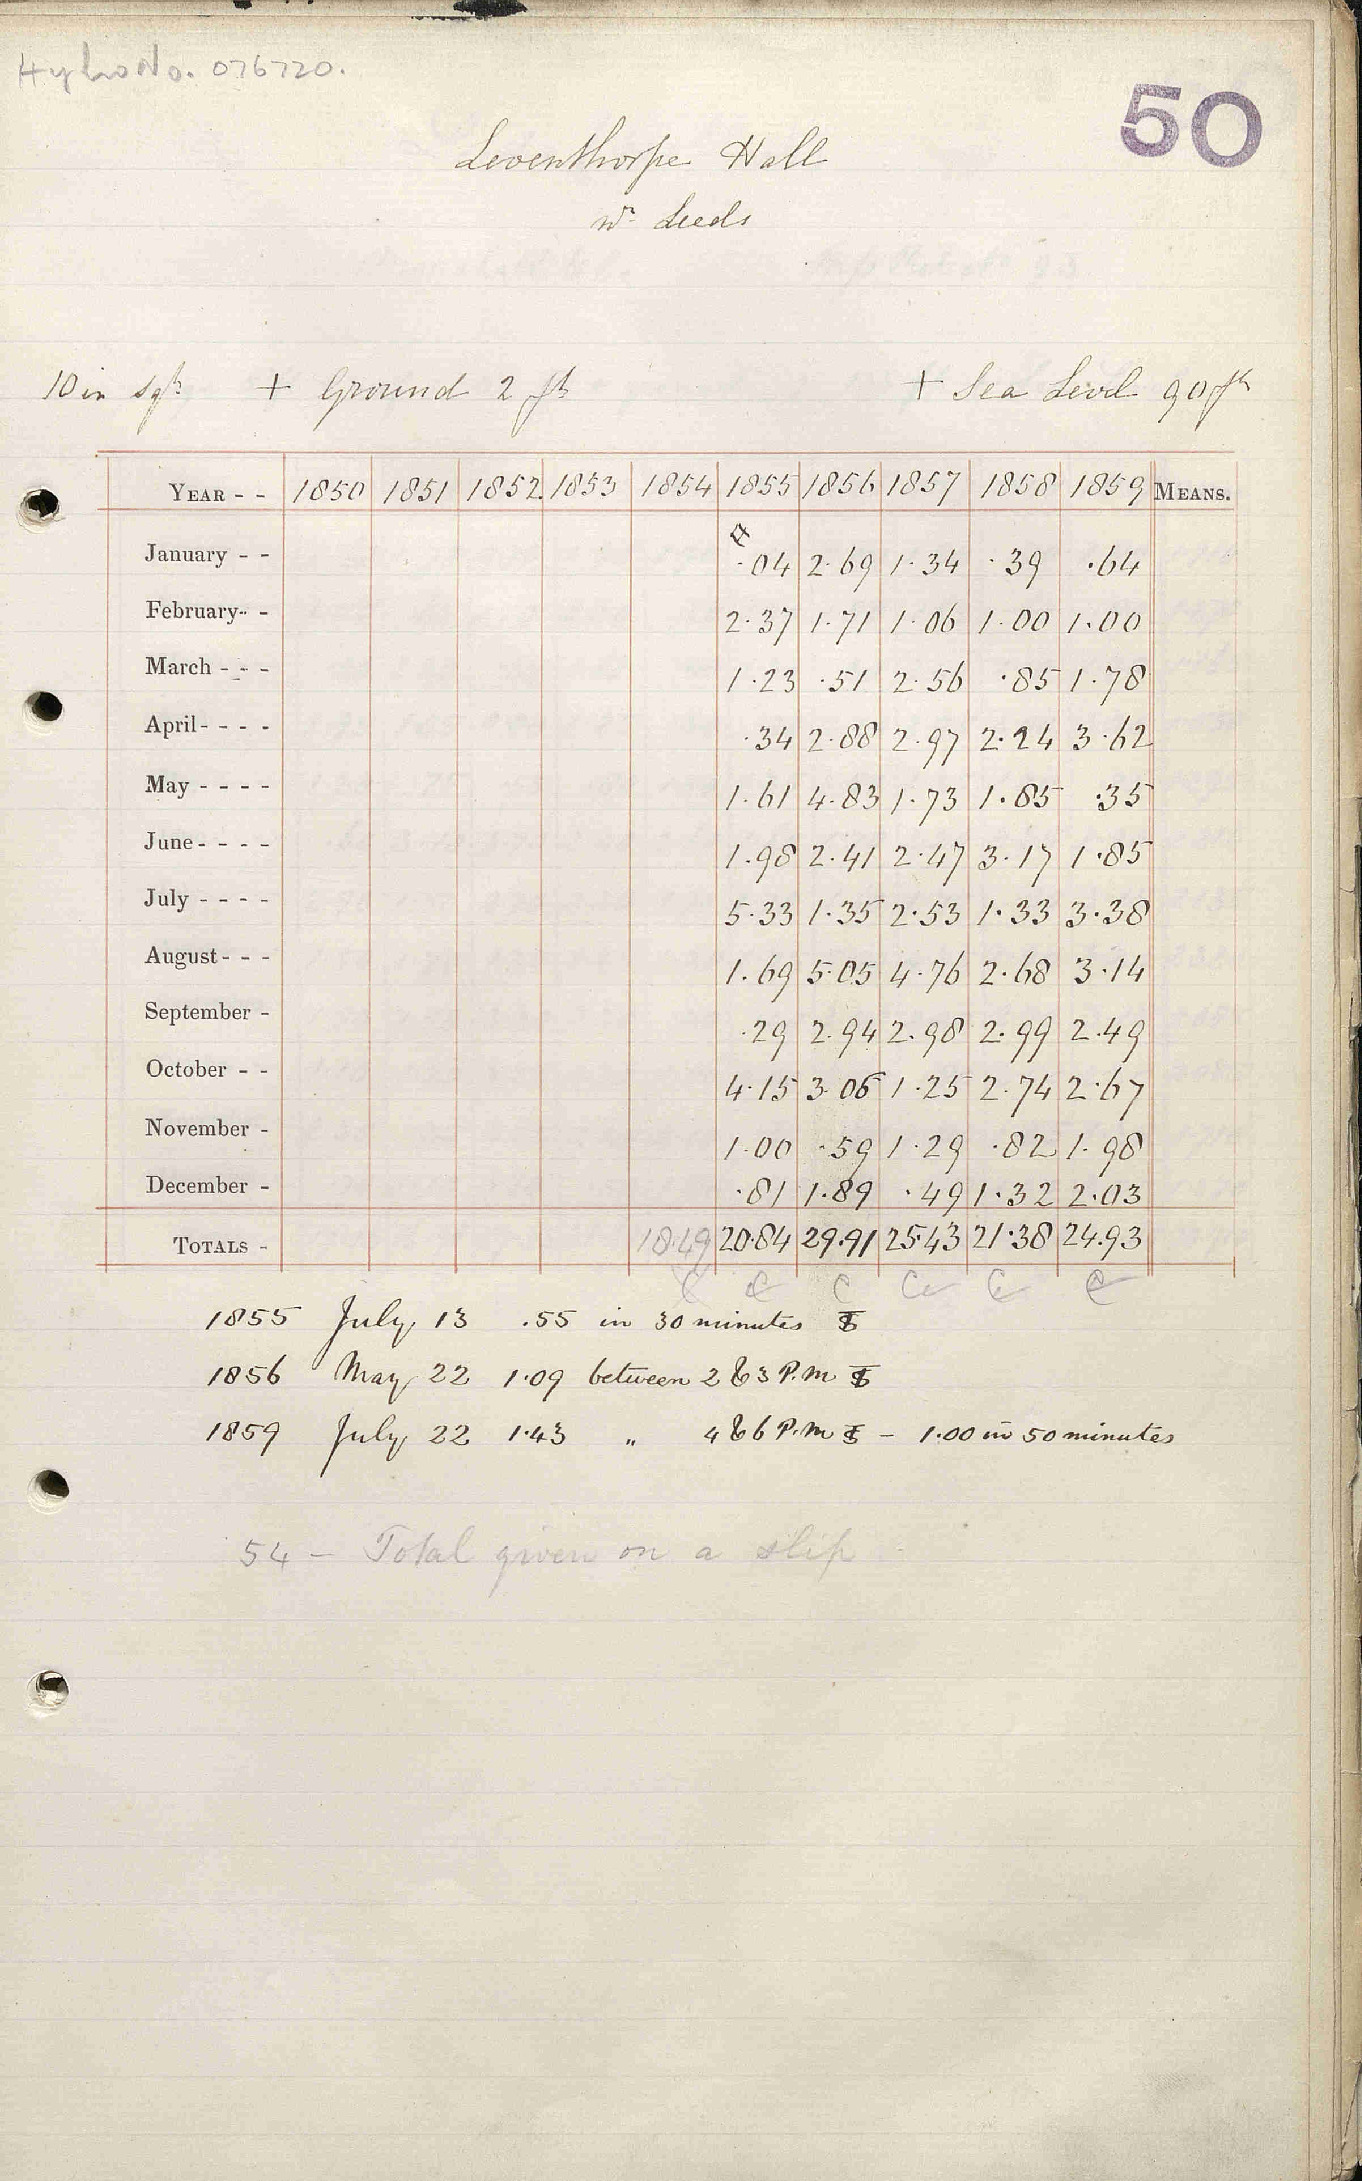 Hydro No. 076720.
50
Leventhorpe Hall
nr Leeds
10 in sqre + Ground 2 ft + Sea Level 90 ft
YEAR - - 1850 1851 1852 1853 1854 1855 1856 1857 1858 1859 MEANS.
January - - ·04 2·69 1·34 ·39 ·64
February - - 2·37 1·71 1·06 1·00 1·00
March - - - 1·23 ·51 2·56 ·85 1·78
April - - - - ·34 2·88 2·97 2·24 3·62
May - - - - 1·61 4·83 1·73 1·85 ·35
June - - - - 1·98 2·41 2·47 3·17 1·85
July - - - - 5·33 1·35 2·53 1·33 3·38
August - - - 1·69 5·05 4·76 2·68 3·14
September - ·29 2·94 2·98 2·99 2·49
October - - 4·15 3·06 1·25 2·74 2·67
November - 1·00 ·59 1·29 ·82 1·98
December - ·81 1·89 ·49 1·32 2·03
TOTALS - 18·49 20·84 29·91 25·43 21·38 24·93
C C C C C C
1855 July 13 .55 in 30 minutes
1856 May 22 1·09 between 2 & 3 P.m
1859 July 22 1·43 " 4 & 6 P.m – 1·00 in 50 minutes
54 – Total given on a slip